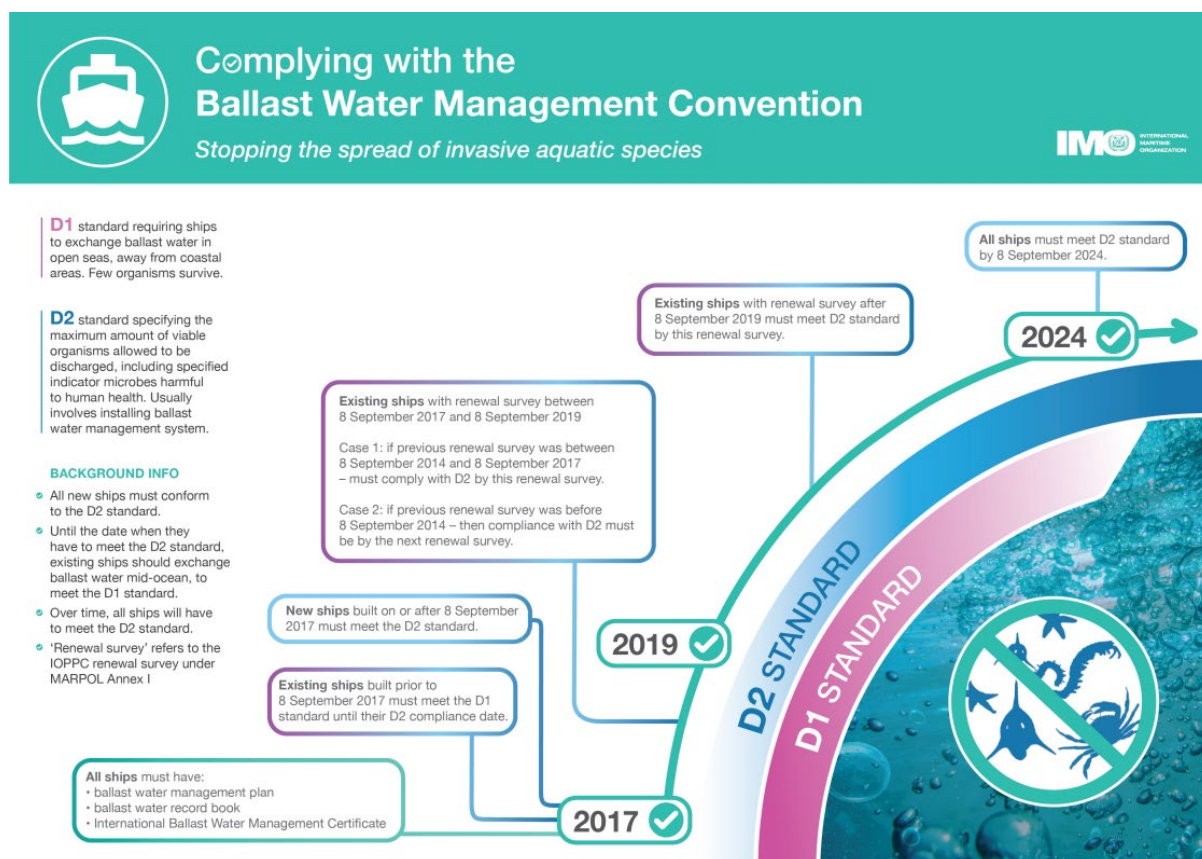 Complying with the
Ballast Water Management Convention
Stopping the spread of invasive aquatic species
IMO
INTERNATIONAL
MARITIME
ORGANIZATION
D1 standard requiring ships
to exchange ballast water in
open seas, away from coastal
areas. Few organisms survive.
D2 standard specifying the
maximum amount of viable
organisms allowed to be
discharged, including specified
indicator microbes harmful
to human health. Usually
involves installing ballast
water management system.
BACKGROUND INFO
All new ships must conform
to the D2 standard.
Until the date when they
have to meet the D2 standard,
existing ships should exchange
ballast water mid-ocean, to
meet the D1 standard.
Over time, all ships will have
to meet the D2 standard.
‘Renewal survey’ refers to the
IOPPC renewal survey under
MARPOL Annex I
All ships must meet D2 standard
by 8 September 2024.
Existing ships with renewal survey after
8 September 2019 must meet D2 standard
by this renewal survey.
2024
Existing ships with renewal survey between
8 September 2017 and 8 September 2019
Case 1: if previous renewal survey was between
8 September 2014 and 8 September 2017
– must comply with D2 by this renewal survey.
Case 2: if previous renewal survey was before
8 September 2014 – then compliance with D2 must
be by the next renewal survey.
New ships built on or after 8 September
2017 must meet the D2 standard.
2019
Existing ships built prior to
8 September 2017 must meet the D1
standard until their D2 compliance date.
All ships must have:
• ballast water management plan
• ballast water record book
• International Ballast Water Management Certificate
2017
D2 STANDARD
D1 STANDARD